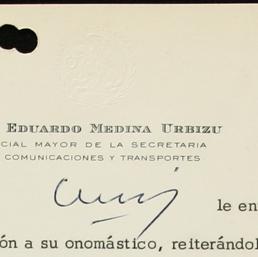 EDUARDO MEDINA URBIZU
CIAL MAYOR DE LA SECRETARIA
COMUNICACIONES Y TRANSPORTES
le en
ón a su onomástico, reiterándol